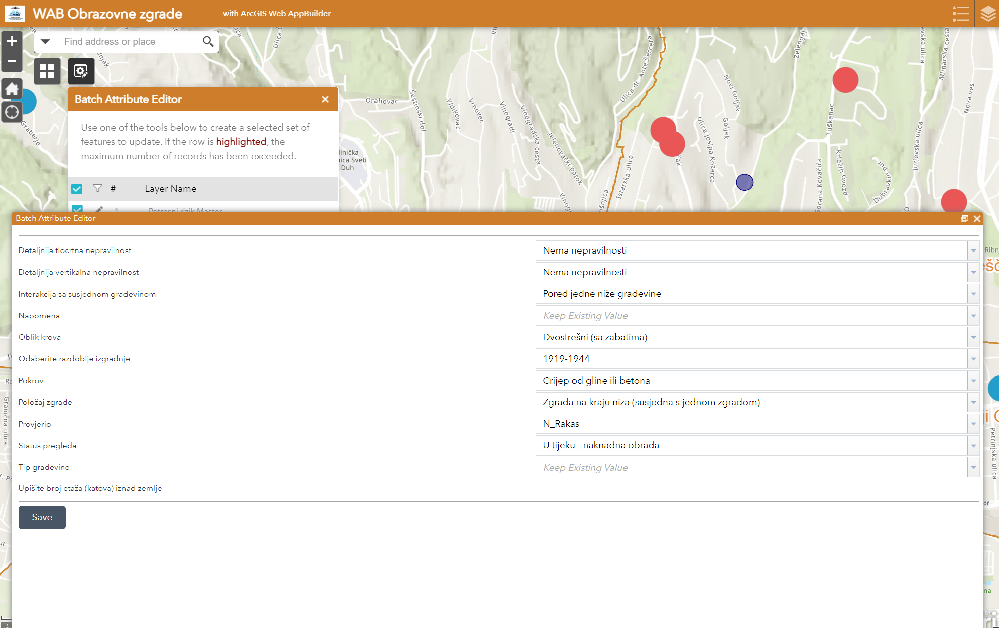 WAB Obrazovne zgrade
with ArcGIS Web AppBuilder
Find address or place
Batch Attribute Editor
Use one of the tools below to create a selected set of
features to update. If the row is highlighted, the
maximum number of records has been exceeded.
# Layer Name
1 Potrosni rizik Master
Graberje
Orahovac
Šestinski dol
Vidikovac
Vrhovec
Vinogradi
Vinogradska cesta
Jelenovački potok
Ulica dr. Ante Šercera
Istarska ulica
Ulica Josipa Kozarca
Goljak
Novi Goljak
Zelengaj
Tuškanac
Krležin Gvozd
Dubravkin put
Jurjevska ulica
Mlinarska cesta
Nova ves
Duh
Batch Attribute Editor
Detaljnija tlocrtna nepravilnost
Nema nepravilnosti
Detaljnija vertikalna nepravilnost
Nema nepravilnosti
Interakcija sa susjednom građevinom
Pored jedne niže građevine
Napomena
Keep Existing Value
Oblik krova
Dvostrešni (sa zabatima)
Odaberite razdoblje izgradnje
1919-1944
Pokrov
Crijep od gline ili betona
Položaj zgrade
Zgrada na kraju niza (susjedna s jednom zgradom)
Provjerio
N_Rakas
Status pregleda
U tijeku - naknadna obrada
Tip građevine
Keep Existing Value
Upišite broj etaža (katova) iznad zemlje
Save
Granična ulica
Petrinjska ulica